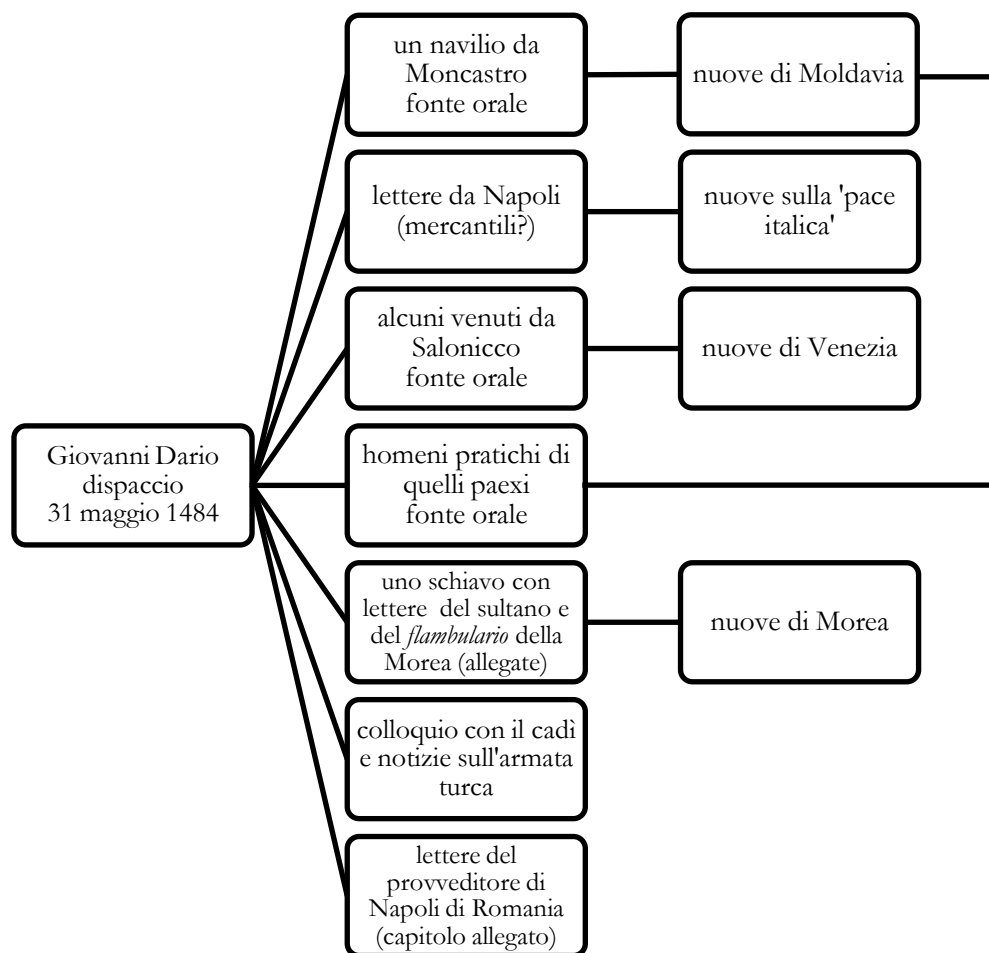 un navilio da
Moncastro
fonte orale
nuove di Moldavia
lettere da Napoli
(mercantili?)
nuove sulla 'pace
italica'
alcuni venuti da
Salonicco
fonte orale
nuove di Venezia
Giovanni Dario
dispaccio
31 maggio 1484
homeni pratichi di
quelli paexi
fonte orale
uno schiavo con
lettere del sultano e
del flambulario della
Morea (allegate)
nuove di Morea
colloquio con il cadì
e notizie sull'armata
turca
lettere del
provveditore di
Napoli di Romania
(capitolo allegato)